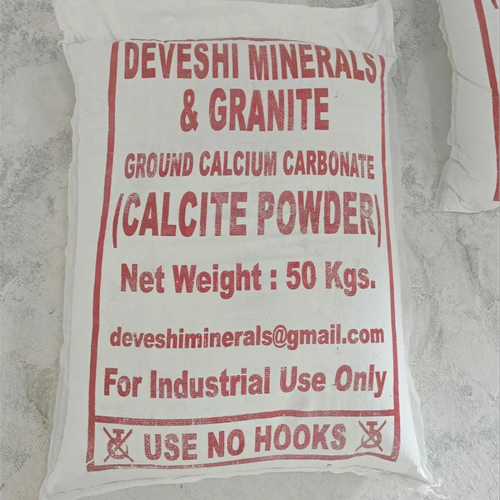 DEVESHI MINERALS
& GRANITE
GROUND CALCIUM CARBONATE
(CALCITE POWDER)
Net Weight : 50 Kgs.
deveshiminerals@gmail.com
For Industrial Use Only
USE NO HOOKS